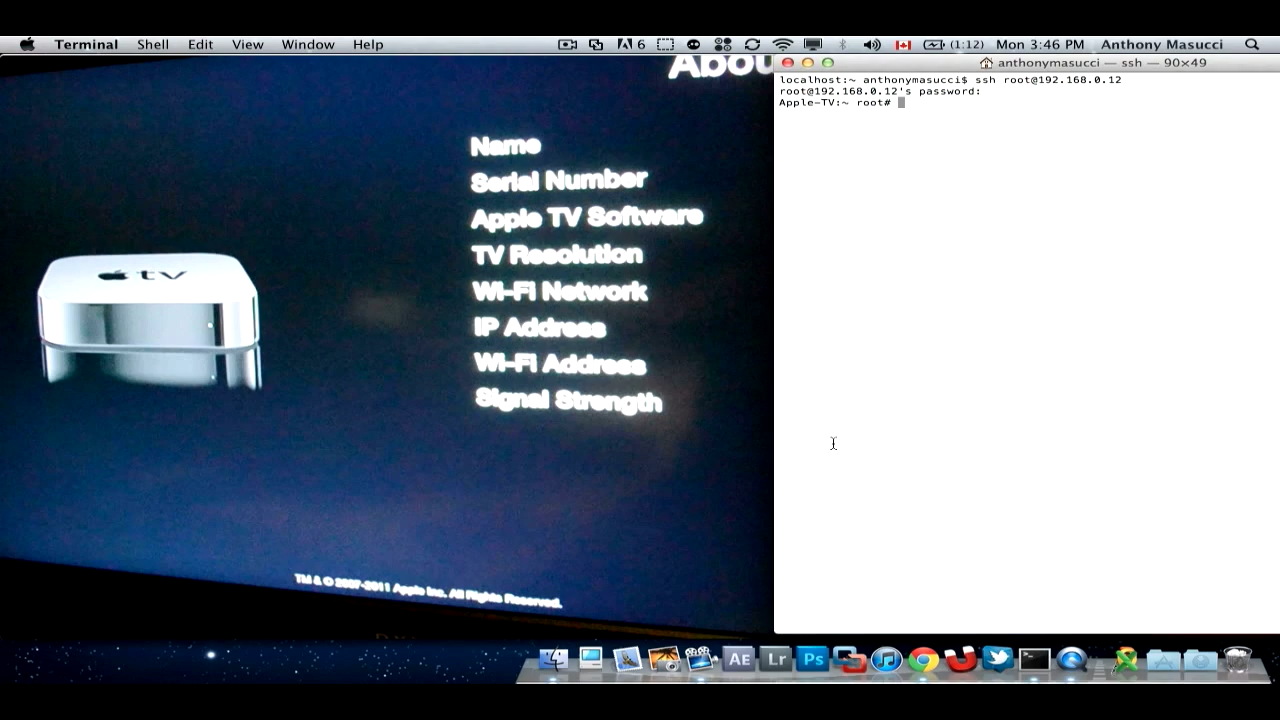 Terminal Shell Edit View Window Help 6 (1:12) Mon 3:46 PM Anthony Masucci
anthonymasucci — ssh — 90×49
localhost:~ anthonymasucci$ ssh root@192.168.0.12
root@192.168.0.12's password:
Apple-TV:~ root#
Abou
Name
Serial Number
Apple TV Software
TV Resolution
Wi-Fi Network
IP Address
Wi-Fi Address
Signal Strength
tv
TM & © 2007-2011 Apple Inc. All Rights Reserved.
AE Lr Ps